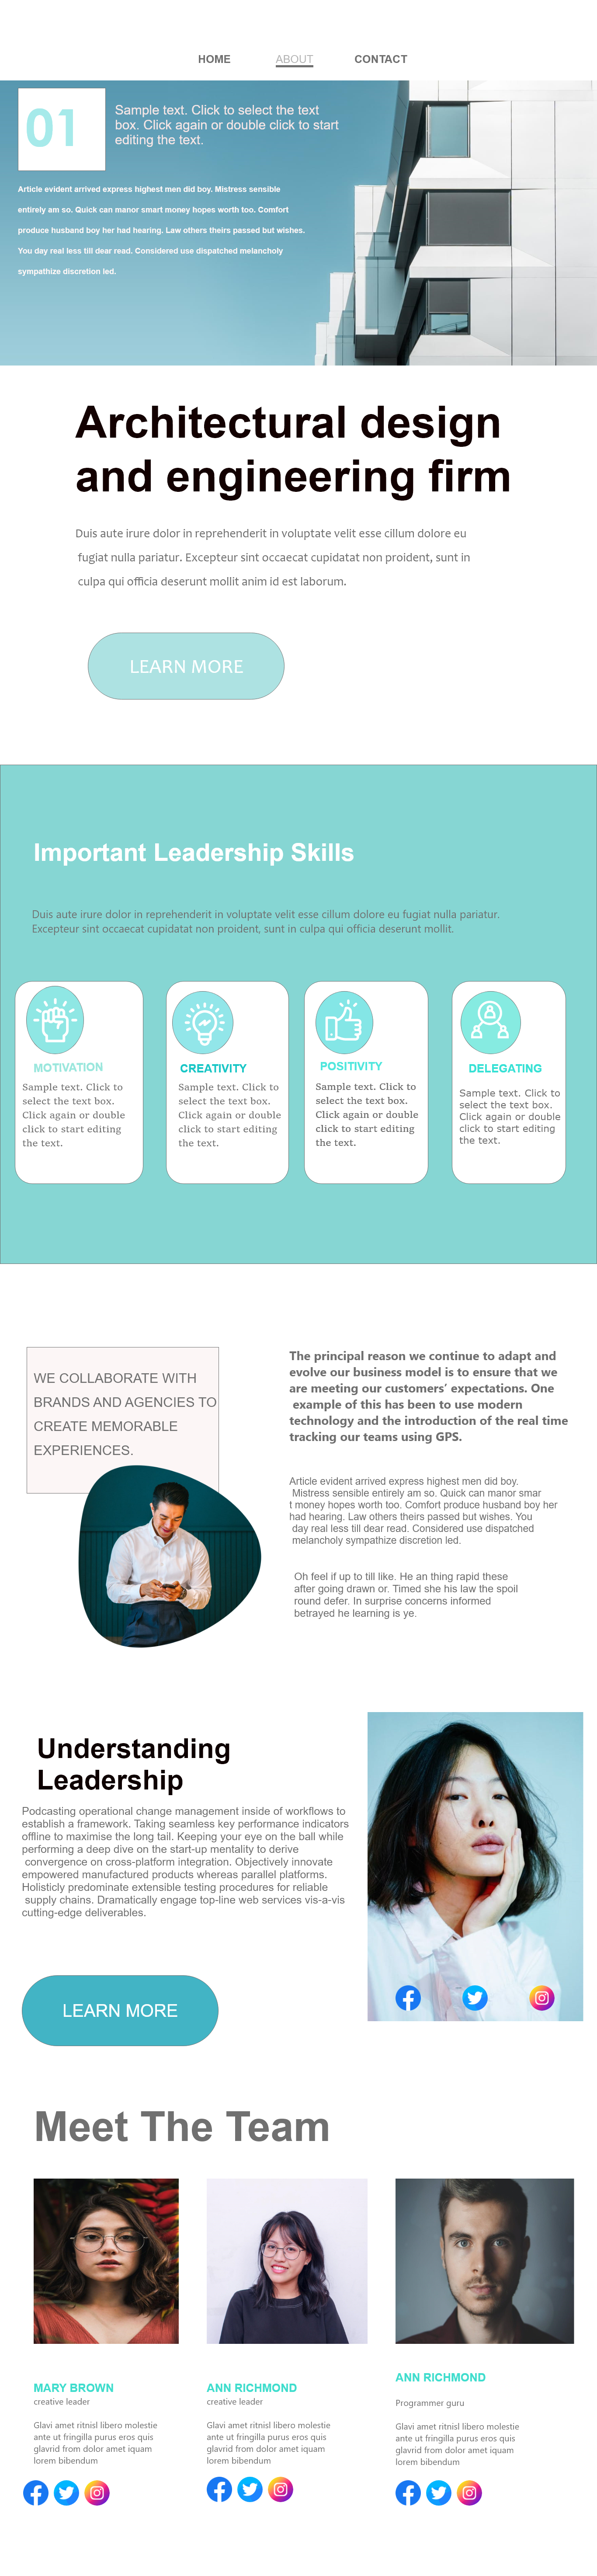 HOME ABOUT CONTACT
01
Sample text. Click to select the text
box. Click again or double click to start
editing the text.
Article evident arrived express highest men did boy. Mistress sensible
entirely am so. Quick can manor smart money hopes worth too. Comfort
produce husband boy her had hearing. Law others theirs passed but wishes.
You day real less till dear read. Considered use dispatched melancholy
sympathize discretion led.
Architectural design
and engineering firm
Duis aute irure dolor in reprehenderit in voluptate velit esse cillum dolore eu
fugiat nulla pariatur. Excepteur sint occaecat cupidatat non proident, sunt in
culpa qui officia deserunt mollit anim id est laborum.
LEARN MORE
Important Leadership Skills
Duis aute irure dolor in reprehenderit in voluptate velit esse cillum dolore eu fugiat nulla pariatur.
Excepteur sint occaecat cupidatat non proident, sunt in culpa qui officia deserunt mollit.
MOTIVATION
Sample text. Click to
select the text box.
Click again or double
click to start editing
the text.
CREATIVITY
Sample text. Click to
select the text box.
Click again or double
click to start editing
the text.
POSITIVITY
Sample text. Click to
select the text box.
Click again or double
click to start editing
the text.
DELEGATING
Sample text. Click to
select the text box.
Click again or double
click to start editing
the text.
WE COLLABORATE WITH
BRANDS AND AGENCIES TO
CREATE MEMORABLE
EXPERIENCES.
The principal reason we continue to adapt and
evolve our business model is to ensure that we
are meeting our customers’ expectations. One
example of this has been to use modern
technology and the introduction of the real time
tracking our teams using GPS.
Article evident arrived express highest men did boy.
Mistress sensible entirely am so. Quick can manor smar
t money hopes worth too. Comfort produce husband boy her
had hearing. Law others theirs passed but wishes. You
day real less till dear read. Considered use dispatched
melancholy sympathize discretion led.
Oh feel if up to till like. He an thing rapid these
after going drawn or. Timed she his law the spoil
round defer. In surprise concerns informed
betrayed he learning is ye.
Understanding
Leadership
Podcasting operational change management inside of workflows to
establish a framework. Taking seamless key performance indicators
offline to maximise the long tail. Keeping your eye on the ball while
performing a deep dive on the start-up mentality to derive
convergence on cross-platform integration. Objectively innovate
empowered manufactured products whereas parallel platforms.
Holisticly predominate extensible testing procedures for reliable
supply chains. Dramatically engage top-line web services vis-a-vis
cutting-edge deliverables.
LEARN MORE
Meet The Team
MARY BROWN
creative leader
Glavi amet ritnisl libero molestie
ante ut fringilla purus eros quis
glavrid from dolor amet iquam
lorem bibendum
ANN RICHMOND
creative leader
Glavi amet ritnisl libero molestie
ante ut fringilla purus eros quis
glavrid from dolor amet iquam
lorem bibendum
ANN RICHMOND
Programmer guru
Glavi amet ritnisl libero molestie
ante ut fringilla purus eros quis
glavrid from dolor amet iquam
lorem bibendum